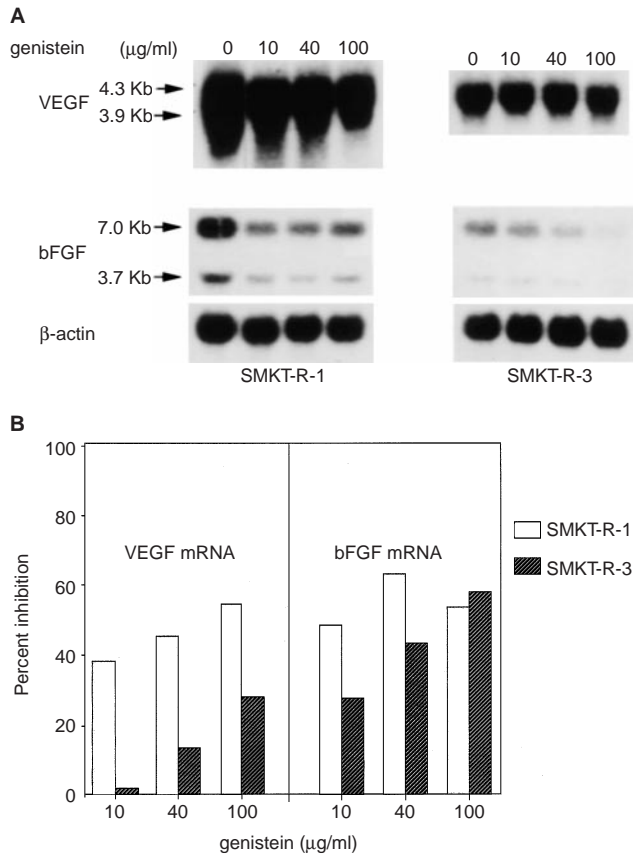 A
genistein (μg/ml) 0 10 40 100 0 10 40 100
VEGF
4.3 Kb
3.9 Kb
bFGF
7.0 Kb
3.7 Kb
β-actin
SMKT-R-1 SMKT-R-3
B
Percent inhibition
100
80
60
40
20
0
VEGF mRNA bFGF mRNA
SMKT-R-1
SMKT-R-3
10 40 100 10 40 100
genistein (μg/ml)